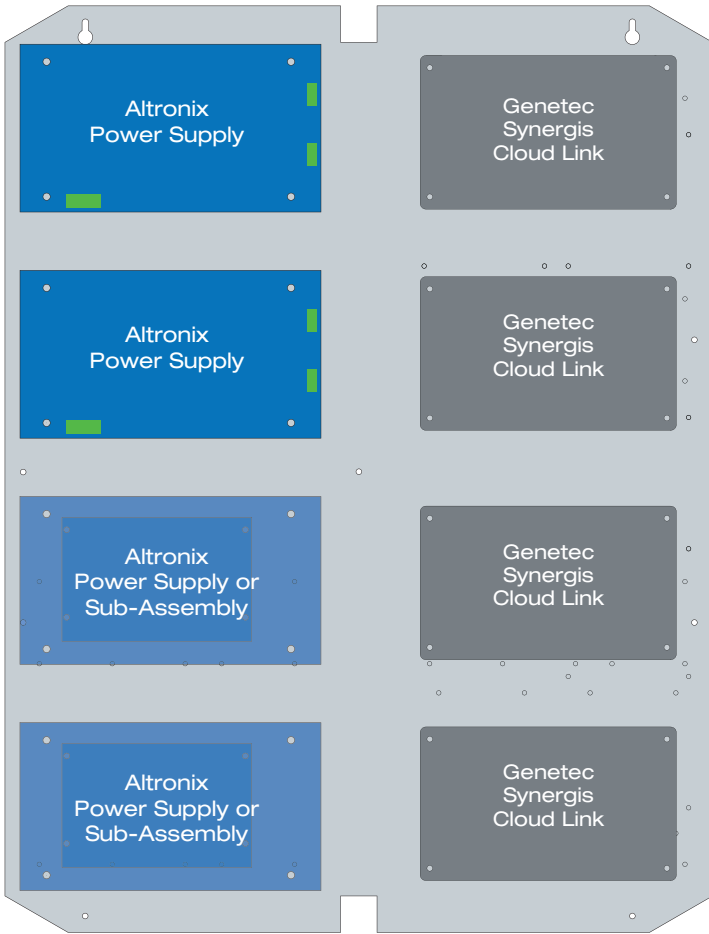 Altronix
Power Supply
Genetec
Synergis
Cloud Link
Altronix
Power Supply
Genetec
Synergis
Cloud Link
Altronix
Power Supply or
Sub-Assembly
Genetec
Synergis
Cloud Link
Altronix
Power Supply or
Sub-Assembly
Genetec
Synergis
Cloud Link